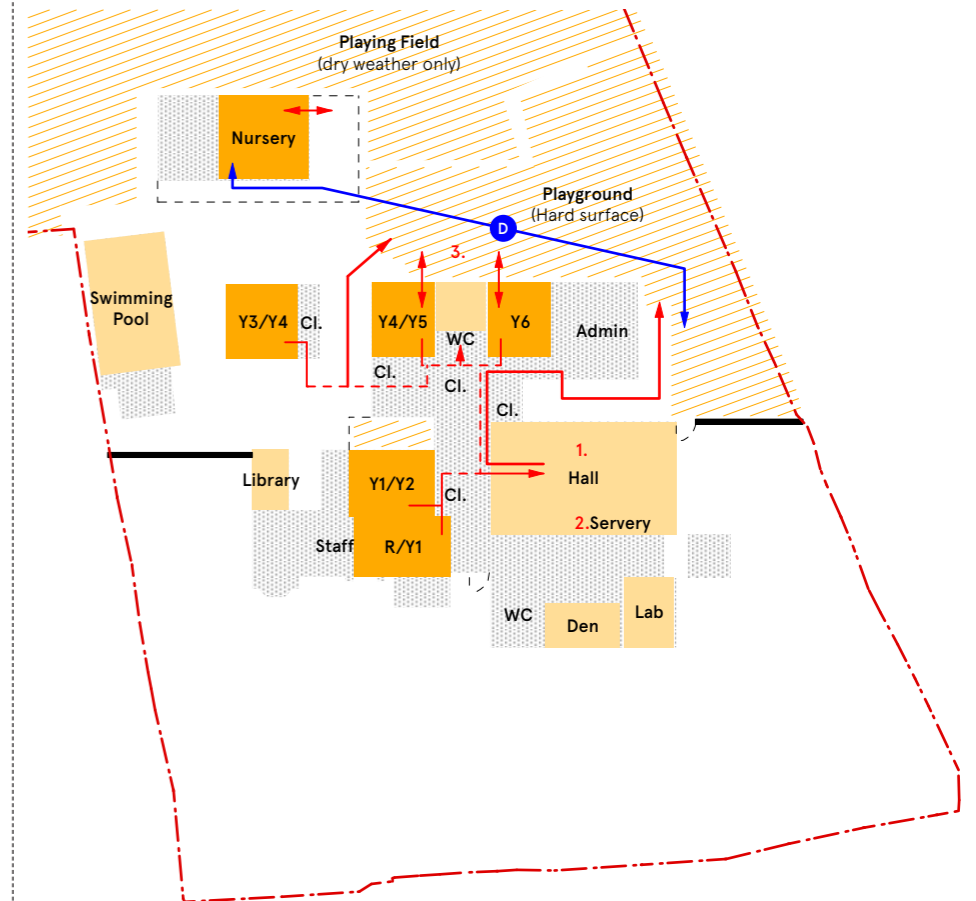 Playing Field
(dry weather only)
Nursery
Playground
(Hard surface)
D
3.
Swimming
Pool
Y3/Y4
Cl.
Y4/Y5
WC
Y6
Admin
Cl.
Cl.
Cl.
1.
Hall
Library
Y1/Y2
Cl.
2.Servery
Staff
R/Y1
WC
Den
Lab